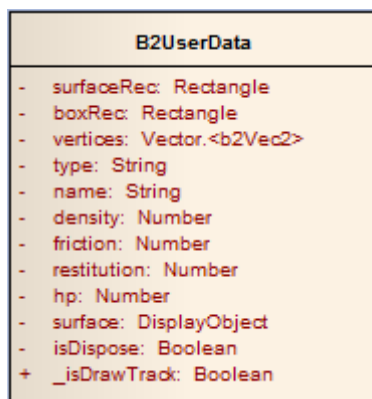 B2UserData
- surfaceRec: Rectangle
- boxRec: Rectangle
- vertices: Vector.<b2Vec2>
- type: String
- name: String
- density: Number
- friction: Number
- restitution: Number
- hp: Number
- surface: DisplayObject
- isDispose: Boolean
+ _isDrawTrack: Boolean